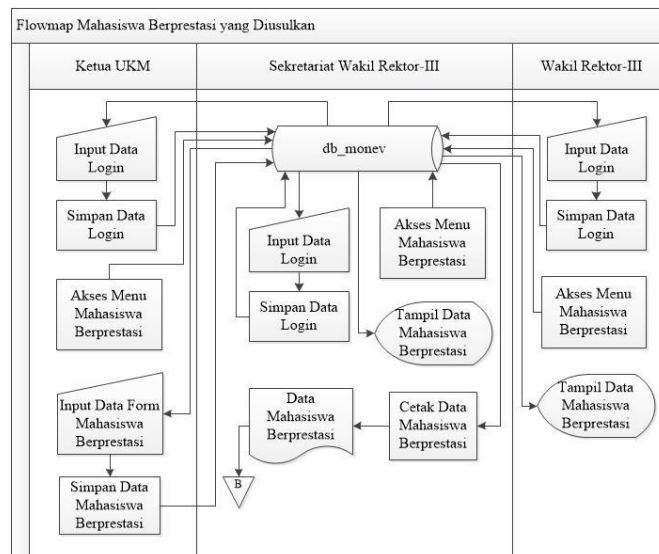 Flowmap Mahasiswa Berprestasi yang Diusulkan
Ketua UKM
Sekretariat Wakil Rektor-III
Wakil Rektor-III
Input Data
Login
Simpan Data
Login
Akses Menu
Mahasiswa
Berprestasi
Input Data Form
Mahasiswa
Berprestasi
Simpan Data
Mahasiswa
Berprestasi
db_monev
Input Data
Login
Simpan Data
Login
Akses Menu
Mahasiswa
Berprestasi
Tampil Data
Mahasiswa
Berprestasi
Data
Mahasiswa
Berprestasi
Cetak Data
Mahasiswa
Berprestasi
B
Input Data
Login
Simpan Data
Login
Akses Menu
Mahasiswa
Berprestasi
Tampil Data
Mahasiswa
Berprestasi